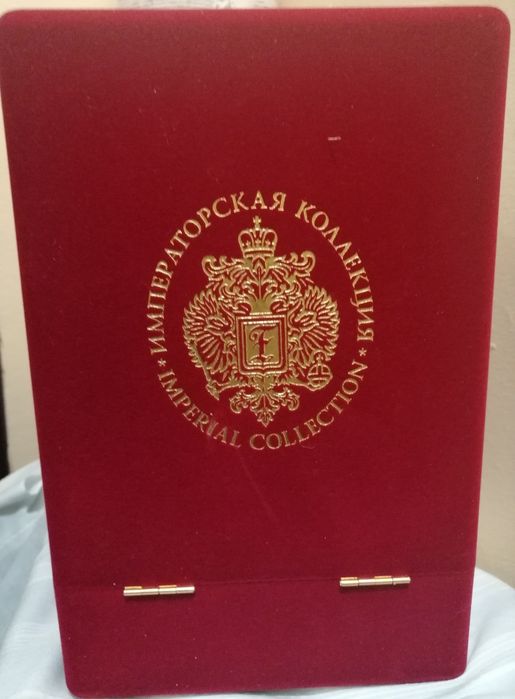 ИМПЕРАТОРСКАЯ КОЛЛЕКЦИЯ
* IMPERIAL COLLECTION *
F